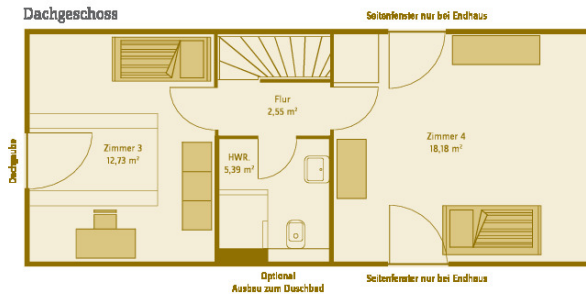 Dachgeschoss
Seitenfenster nur bei Endhaus
Flur
2,55 m²
Zimmer 3
12,73 m²
Zimmer 4
18,18 m²
HWR.
5,39 m²
Dachgaube
Optional
Ausbau zum Duschbad
Seitenfenster nur bei Endhaus